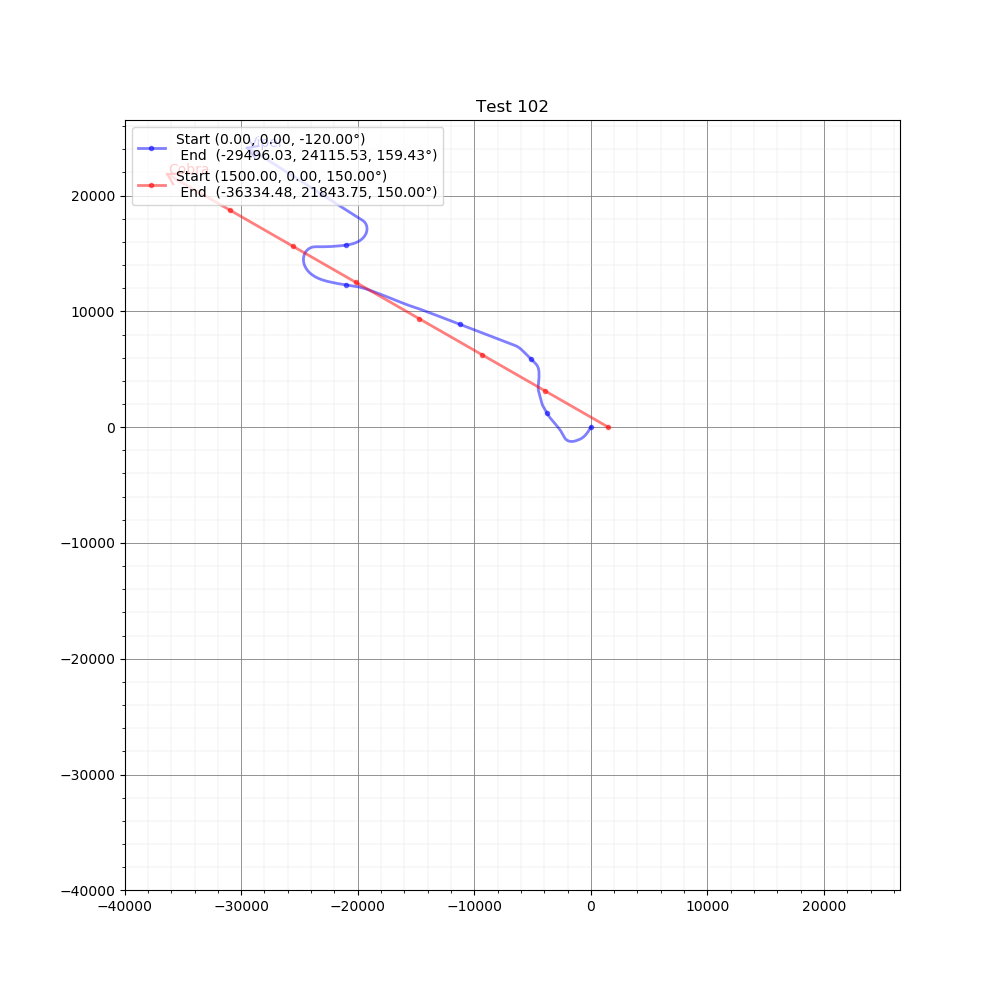 Test 102
Start (0.00, 0.00, -120.00°)
End (-29496.03, 24115.53, 159.43°)
Start (1500.00, 0.00, 150.00°)
End (-36334.48, 21843.75, 150.00°)
Cobra
20000
10000
0
−10000
−20000
−30000
−40000
−40000 −30000 −20000 −10000 0 10000 20000